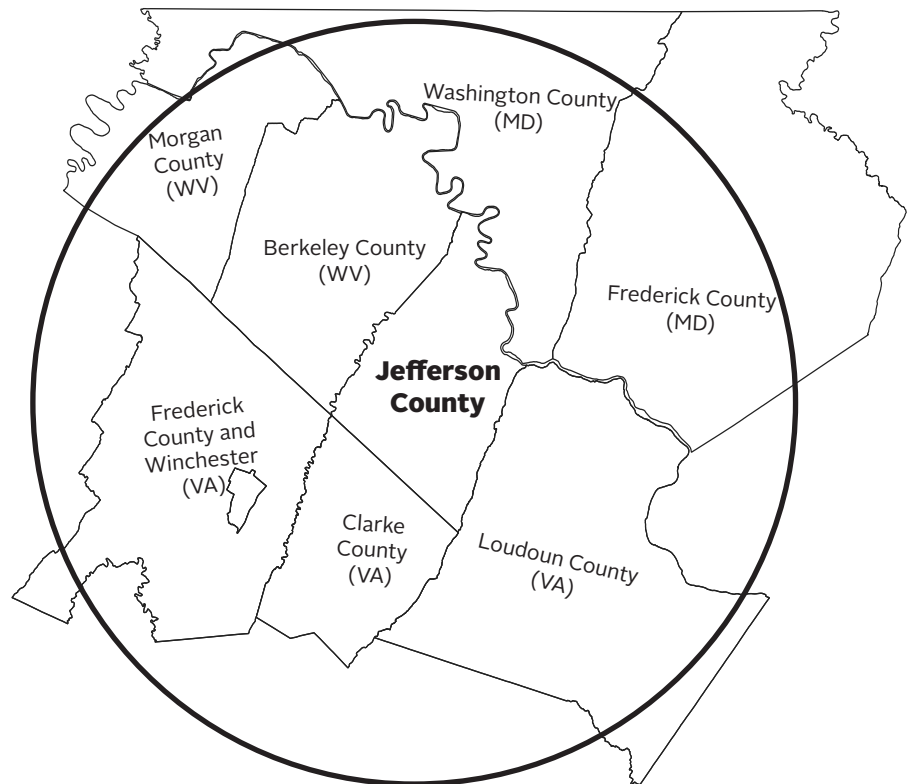 Washington County
(MD)
Morgan
County
(WV)
Berkeley County
(WV)
Frederick County
(MD)
Jefferson
County
Frederick
County and
Winchester
(VA)
Clarke
County
(VA)
Loudoun County
(VA)